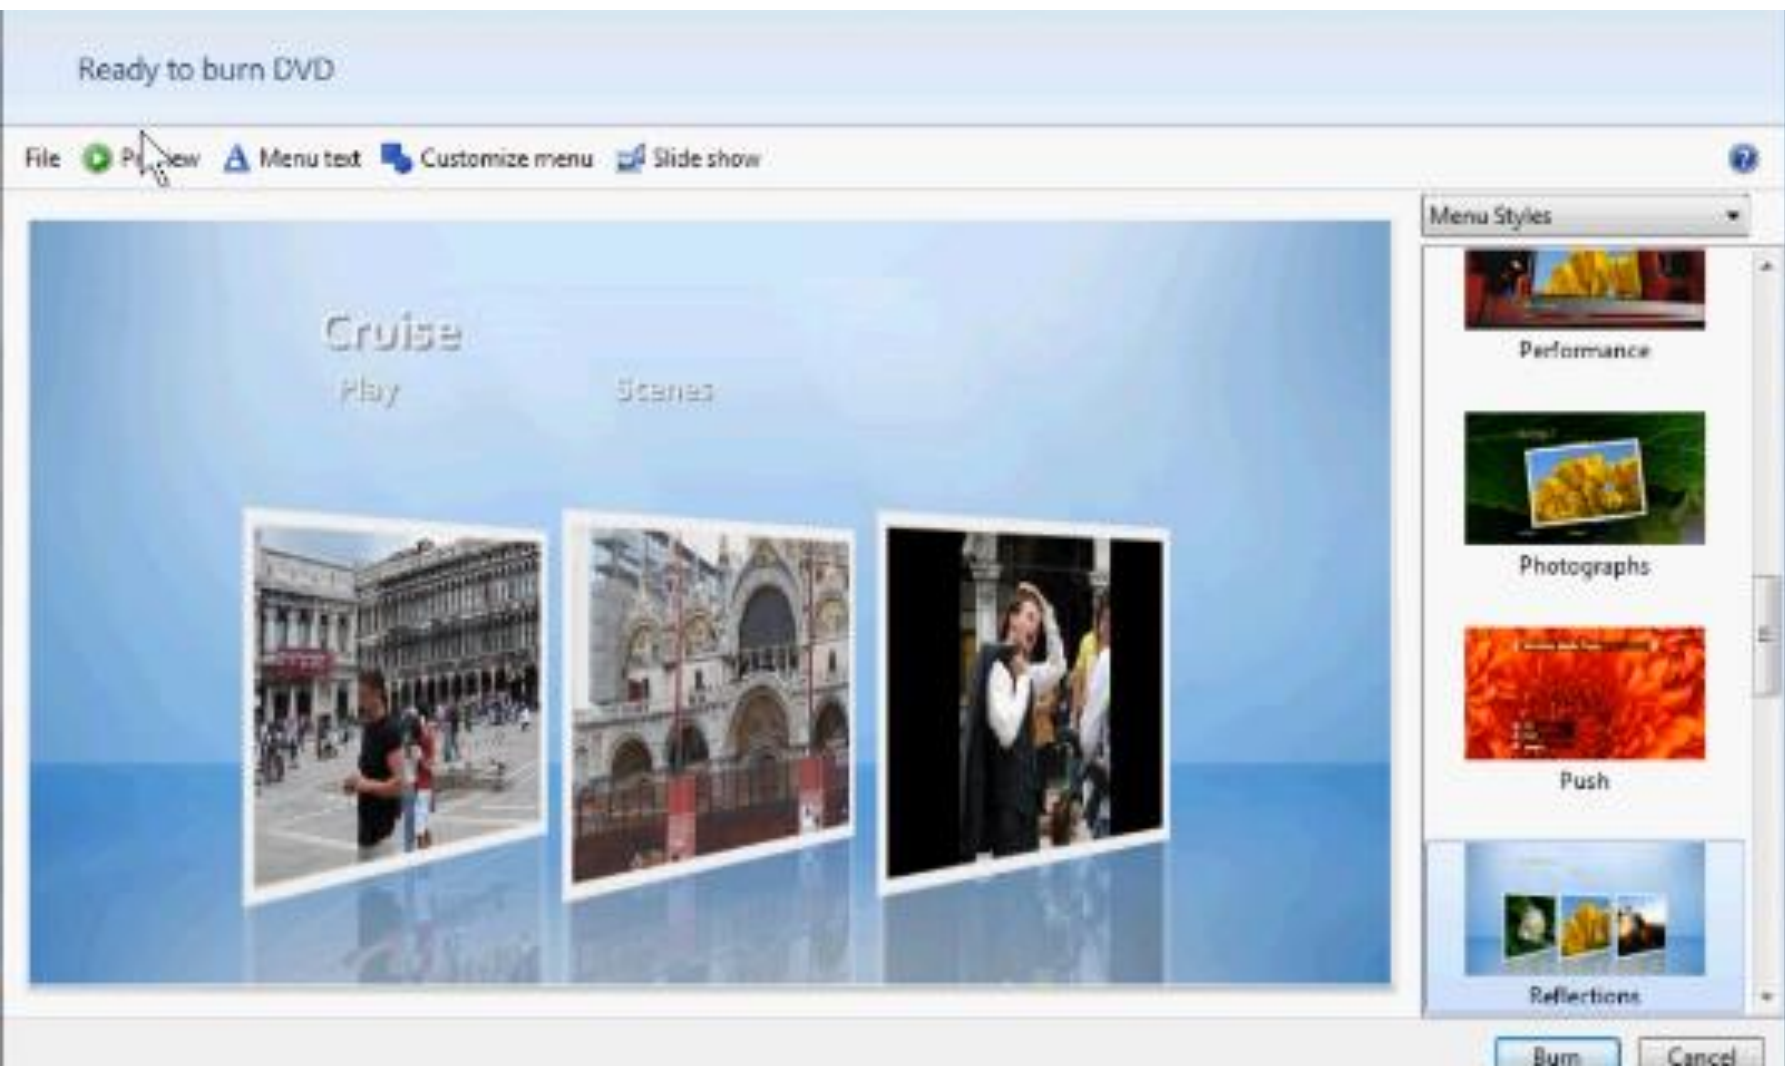 Ready to burn DVD
File Preview Menu text Customize menu Slide show
Menu Styles
Cruise
Play Scenes
Performance
Photographs
Push
Reflections
Burn Cancel